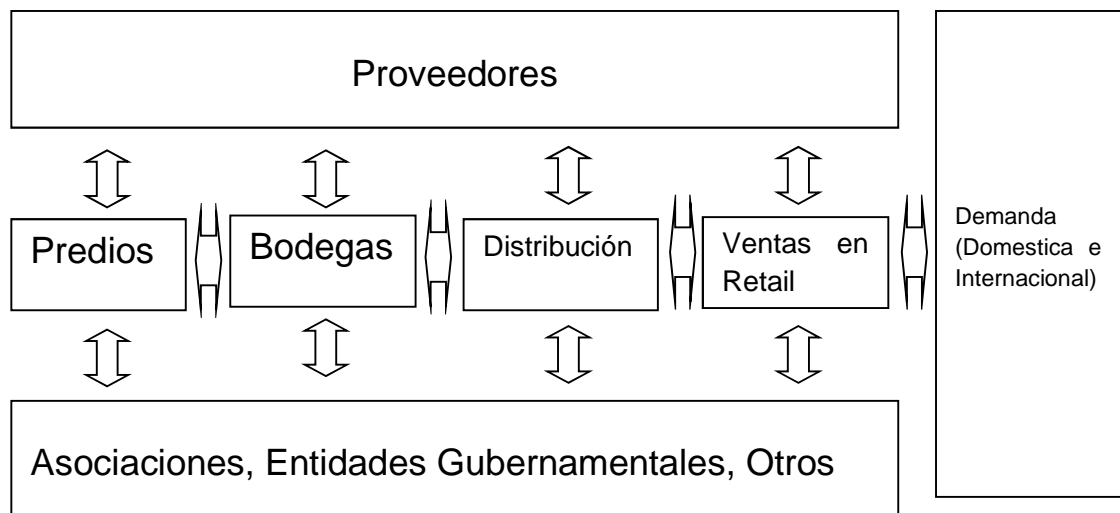 Proveedores
Predios
Bodegas
Distribución
Ventas en
Retail
Demanda
(Domestica e
Internacional)
Asociaciones, Entidades Gubernamentales, Otros